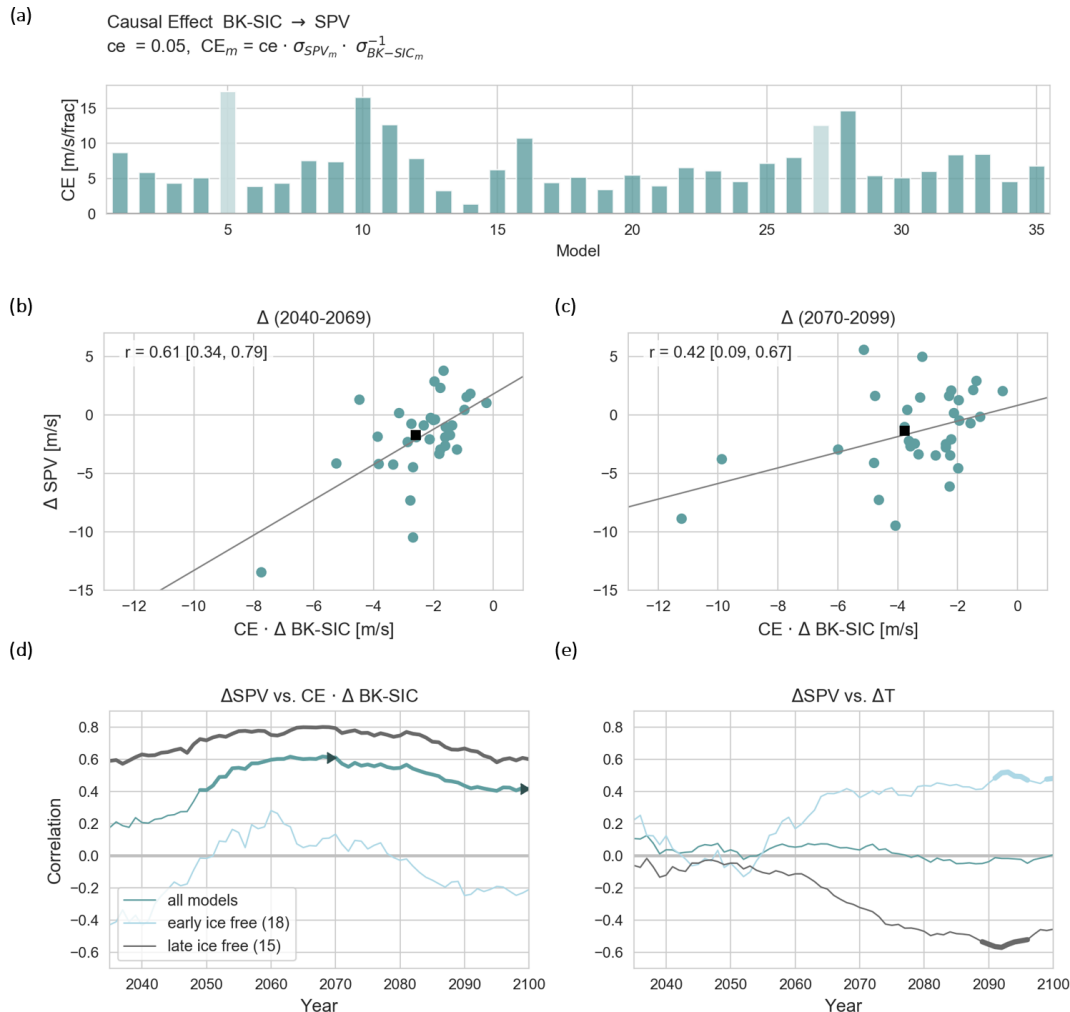 (a)
Causal Effect BK-SIC → SPV
ce = 0.05, CE_m = ce · σ_{SPV_m} · σ^{-1}_{BK-SIC_m}
CE [m/s/frac]
15
10
5
0
5 10 15 20 25 30 35
Model
(b)
Δ (2040-2069)
r = 0.61 [0.34, 0.79]
Δ SPV [m/s]
5
0
−5
−10
−15
−12 −10 −8 −6 −4 −2 0
CE · Δ BK-SIC [m/s]
(c)
Δ (2070-2099)
r = 0.42 [0.09, 0.67]
5
0
−5
−10
−15
−12 −10 −8 −6 −4 −2 0
CE · Δ BK-SIC [m/s]
(d)
ΔSPV vs. CE · Δ BK-SIC
Correlation
0.8
0.6
0.4
0.2
0.0
−0.2
−0.4
−0.6
all models
early ice free (18)
late ice free (15)
2040 2050 2060 2070 2080 2090 2100
Year
(e)
ΔSPV vs. ΔT
0.8
0.6
0.4
0.2
0.0
−0.2
−0.4
−0.6
2040 2050 2060 2070 2080 2090 2100
Year